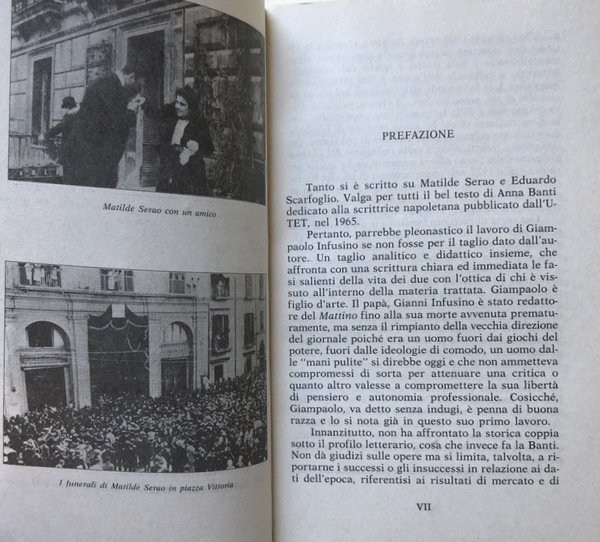 Matilde Serao con un amico
I funerali di Matilde Serao in piazza Vittoria
PREFAZIONE
Tanto si è scritto su Matilde Serao e Eduardo
Scarfoglio. Valga per tutti il bel testo di Anna Banti
dedicato alla scrittrice napoletana pubblicato dall'U-
TET, nel 1965.
Pertanto, parrebbe pleonastico il lavoro di Giam-
paolo Infusino se non fosse per il taglio dato dall'au-
tore. Un taglio analitico e didattico insieme, che
affronta con una scrittura chiara ed immediata le fa-
si salienti della vita dei due con l'ottica di chi è vis-
suto all'interno della materia trattata. Giampaolo è
figlio d'arte. Il papà, Gianni Infusino è stato redatto-
re del Mattino fino alla sua morte avvenuta prematu-
ramente, ma senza il rimpianto della vecchia direzione
del giornale poiché era un uomo fuori dai giochi del
potere, fuori dalle ideologie di comodo, un uomo dal-
le "mani pulite" si direbbe oggi e che non ammetteva
compromessi di sorta per attenuare una critica o
quanto altro valesse a compromettere la sua libertà
di pensiero e autonomia professionale. Cosicché,
Giampaolo, va detto senza indugi, è penna di buona
razza e lo si nota già in questo suo primo lavoro.
Innanzitutto, non ha affrontato la storica coppia
sotto il profilo letterario, cosa che invece fa la Banti.
Non dà giudizi sulle opere ma si limita, talvolta, a ri-
portarne i successi o gli insuccessi in relazione ai da-
ti dell'epoca, riferentisi ai risultati di mercato e di
VII